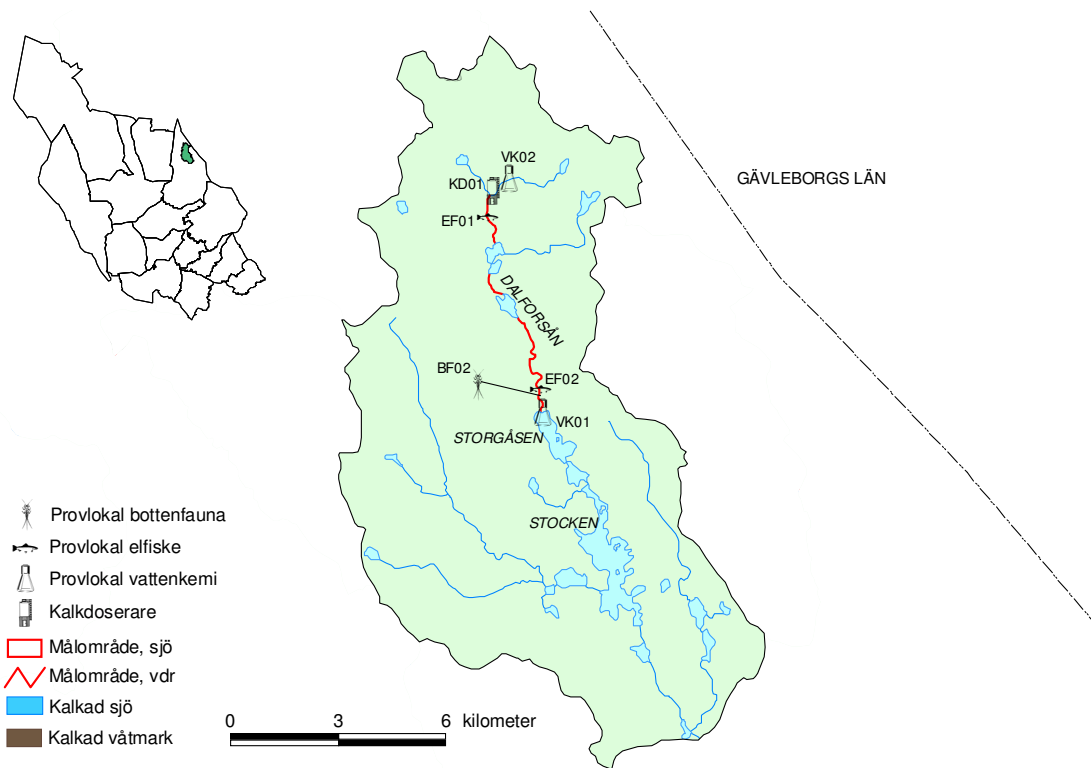 VK02
KD01
GÄVLEBORGS LÄN
EF01
DALFORSÅN
BF02
EF02
VK01
STORGÅSEN
STOCKEN
Provlokal bottenfauna
Provlokal elfiske
Provlokal vattenkemi
Kalkdoserare
Målområde, sjö
Målområde, vdr
Kalkad sjö
Kalkad våtmark
0 3 6 kilometer